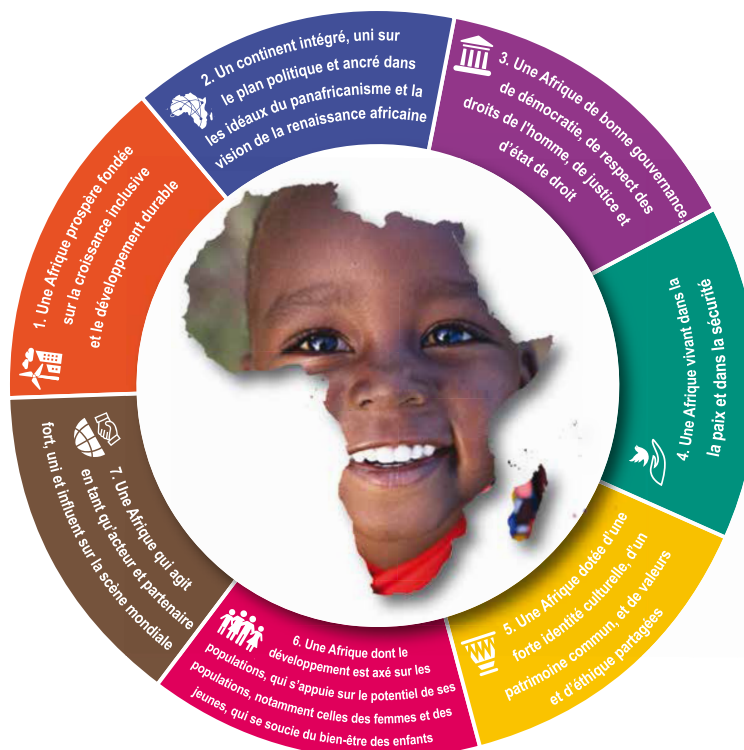 1. Une Afrique prospère fondée
sur la croissance inclusive
et le développement durable
2. Un continent intégré, uni sur
le plan politique et ancré dans
les idéaux du panafricanisme et la
vision de la renaissance africaine
3. Une Afrique de bonne gouvernance,
de démocratie, de respect des
droits de l'homme, de justice et
d'état de droit
4. Une Afrique vivant dans la
la paix et dans la sécurité
5. Une Afrique dotée d'une
forte identité culturelle, d'un
patrimoine commun, et de valeurs
et d'éthique partagées
6. Une Afrique dont le
développement est axé sur les
populations, qui s'appuie sur le potentiel de ses
populations, notamment celles des femmes et des
jeunes, qui se soucie du bien-être des enfants
7. Une Afrique qui agit
en tant qu'acteur et partenaire
fort, uni et influent sur la scène mondiale